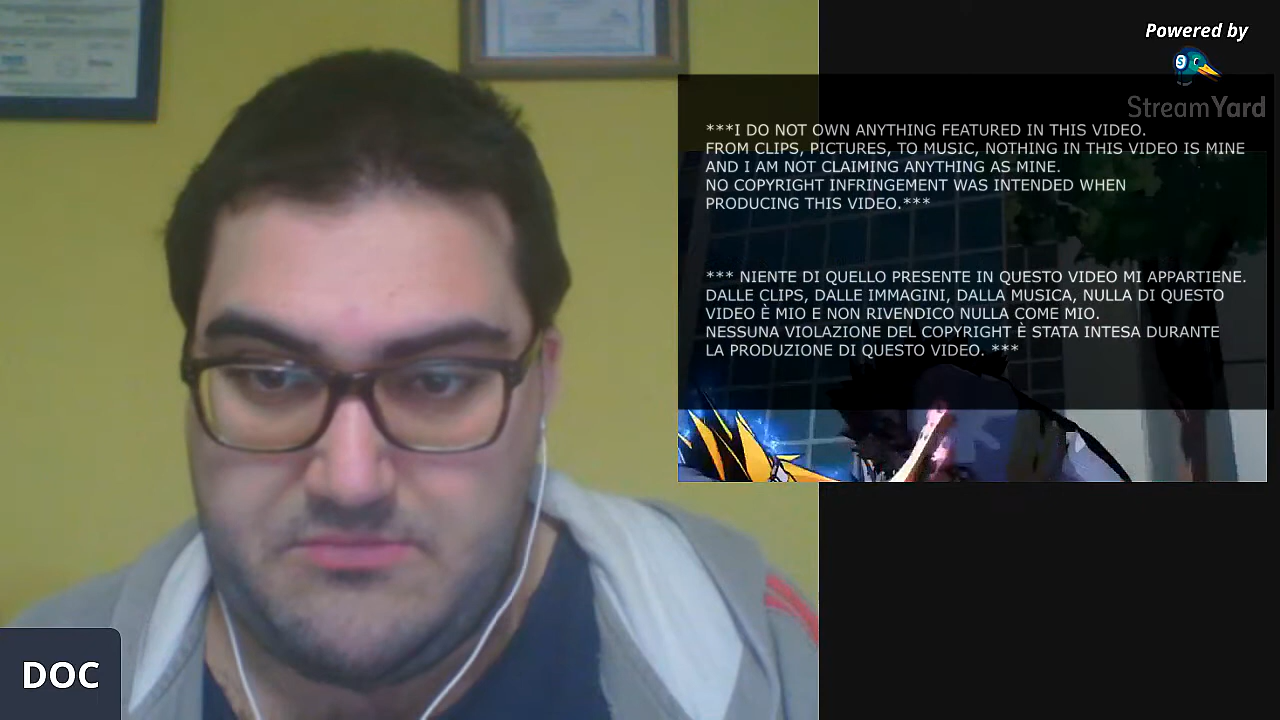 Powered by
StreamYard
***I DO NOT OWN ANYTHING FEATURED IN THIS VIDEO.
FROM CLIPS, PICTURES, TO MUSIC, NOTHING IN THIS VIDEO IS MINE
AND I AM NOT CLAIMING ANYTHING AS MINE.
NO COPYRIGHT INFRINGEMENT WAS INTENDED WHEN
PRODUCING THIS VIDEO.***
*** NIENTE DI QUELLO PRESENTE IN QUESTO VIDEO MI APPARTIENE.
DALLE CLIPS, DALLE IMMAGINI, DALLA MUSICA, NULLA DI QUESTO
VIDEO È MIO E NON RIVENDICO NULLA COME MIO.
NESSUNA VIOLAZIONE DEL COPYRIGHT È STATA INTESA DURANTE
LA PRODUZIONE DI QUESTO VIDEO. ***
DOC